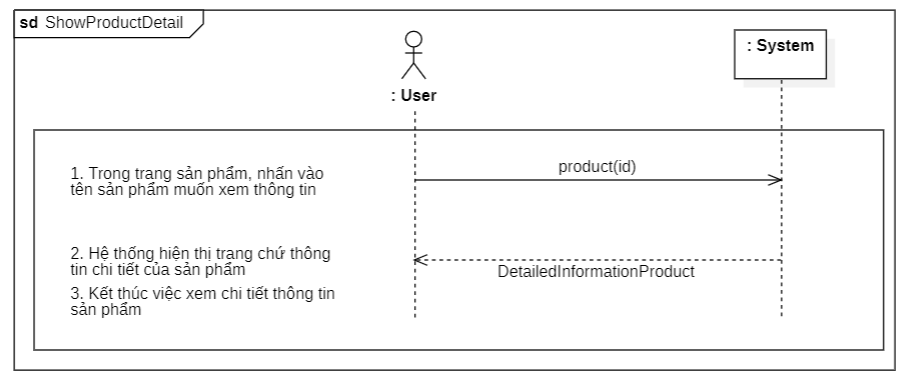 sd ShowProductDetail
: User
: System
1. Trong trang sản phẩm, nhấn vào
tên sản phẩm muốn xem thông tin
product(id)
2. Hệ thống hiện thị trang chứ thông
tin chi tiết của sản phẩm
DetailedInformationProduct
3. Kết thúc việc xem chi tiết thông tin
sản phẩm